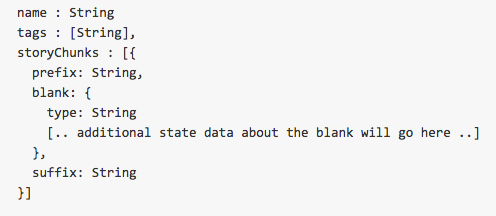 name : String
tags : [String],
storyChunks : [{
prefix: String,
blank: {
type: String
[.. additional state data about the blank will go here ..]
},
suffix: String
}]